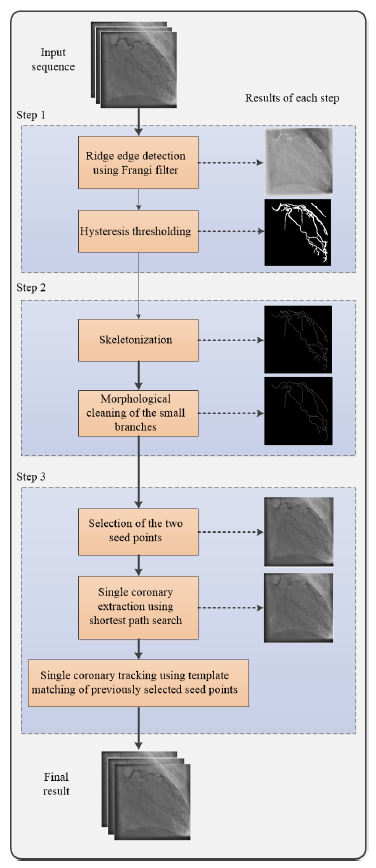 Input
sequence
Results of each step
Step 1
Ridge edge detection
using Frangi filter
Hysteresis thresholding
Step 2
Skeletonization
Morphological
cleaning of the small
branches
Step 3
Selection of the two
seed points
Single coronary
extraction using
shortest path search
Single coronary tracking using template
matching of previously selected seed points
Final
result